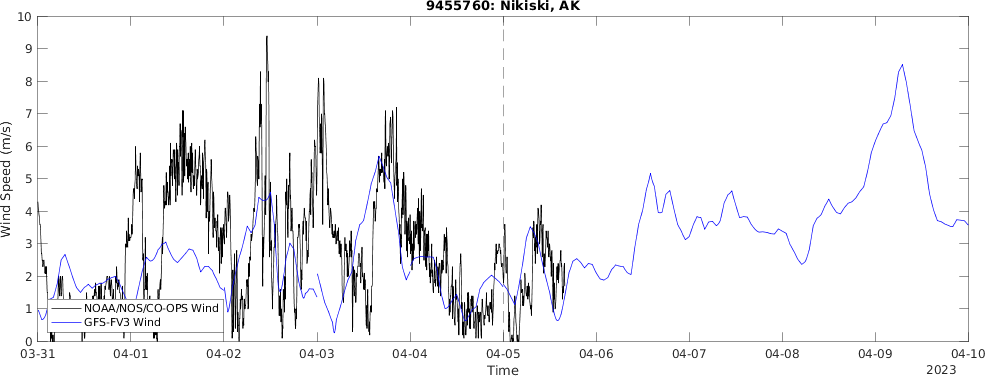 9455760: Nikiski, AK
10
9
8
7
6
5
4
3
2
1
0
Wind Speed (m/s)
NOAA/NOS/CO-OPS Wind
GFS-FV3 Wind
03-31 04-01 04-02 04-03 04-04 04-05 04-06 04-07 04-08 04-09 04-10
Time
2023